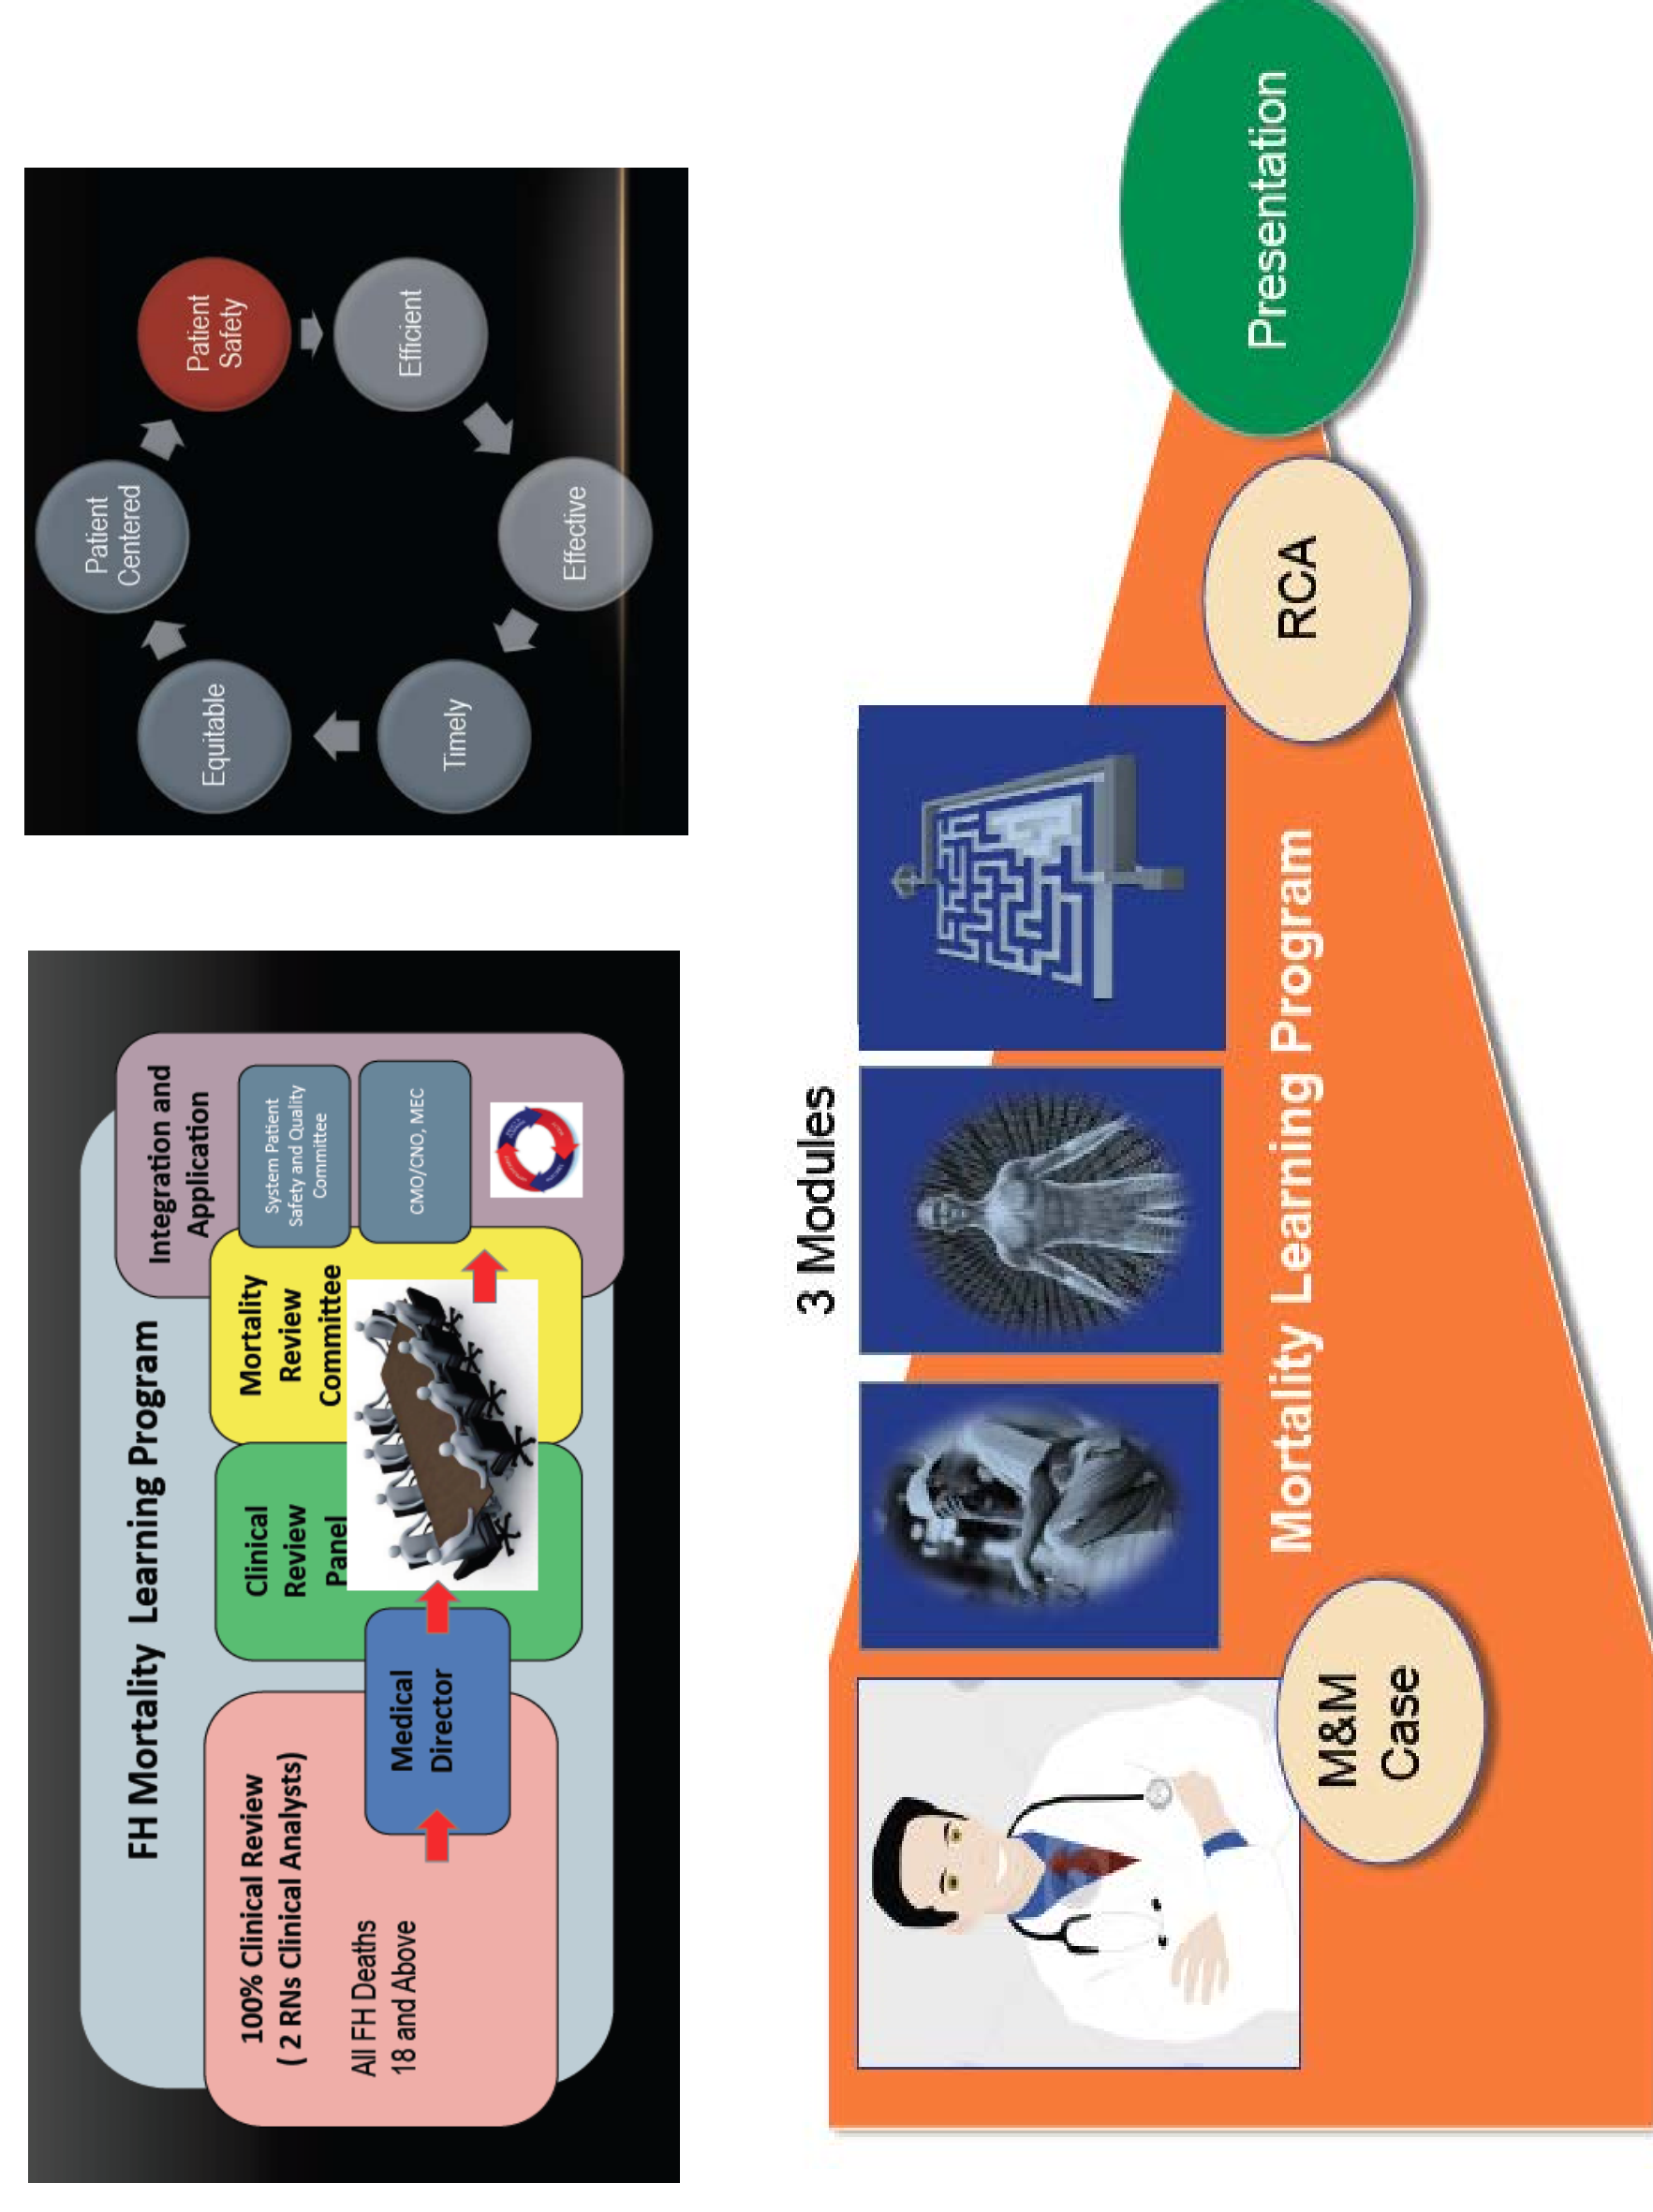 FH Mortality Learning Program
100% Clinical Review
( 2 RNs Clinical Analysts)
All FH Deaths
18 and Above
Medical
Director
Clinical
Review
Panel
Mortality
Review
Committee
Integration and
Application
System Patient
Safety and Quality
Committee
CMO/CNO, MEC
Patient
Centered
Patient
Safety
Efficient
Effective
Timely
Equitable
3 Modules
M&M
Case
Mortality Learning Program
RCA
Presentation